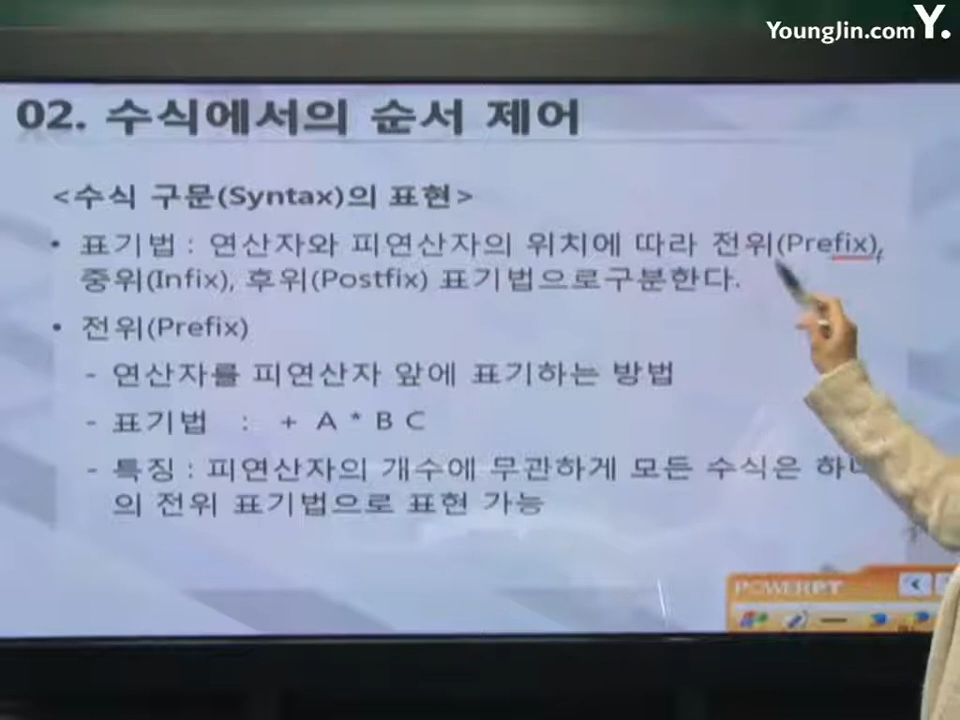 YoungJin.com Y.
02. 수식에서의 순서 제어
<수식 구문(Syntax)의 표현>
• 표기법 : 연산자와 피연산자의 위치에 따라 전위(Prefix),
중위(Infix), 후위(Postfix) 표기법으로구분한다.
• 전위(Prefix)
- 연산자를 피연산자 앞에 표기하는 방법
- 표기법 : + A * B C
- 특징 : 피연산자의 개수에 무관하게 모든 수식은
의 전위 표기법으로 표현 가능
POWERPT